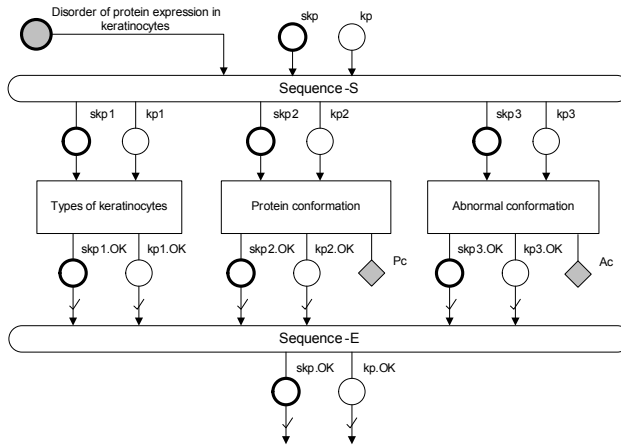 Disorder of protein expression in
keratinocytes
skp
kp
Sequence-S
skp1
kp1
skp2
kp2
skp3
kp3
Types of keratinocytes
Protein conformation
Abnormal conformation
skp1.OK
kp1.OK
skp2.OK
kp2.OK
Pc
skp3.OK
kp3.OK
Ac
Sequence-E
skp.OK
kp.OK